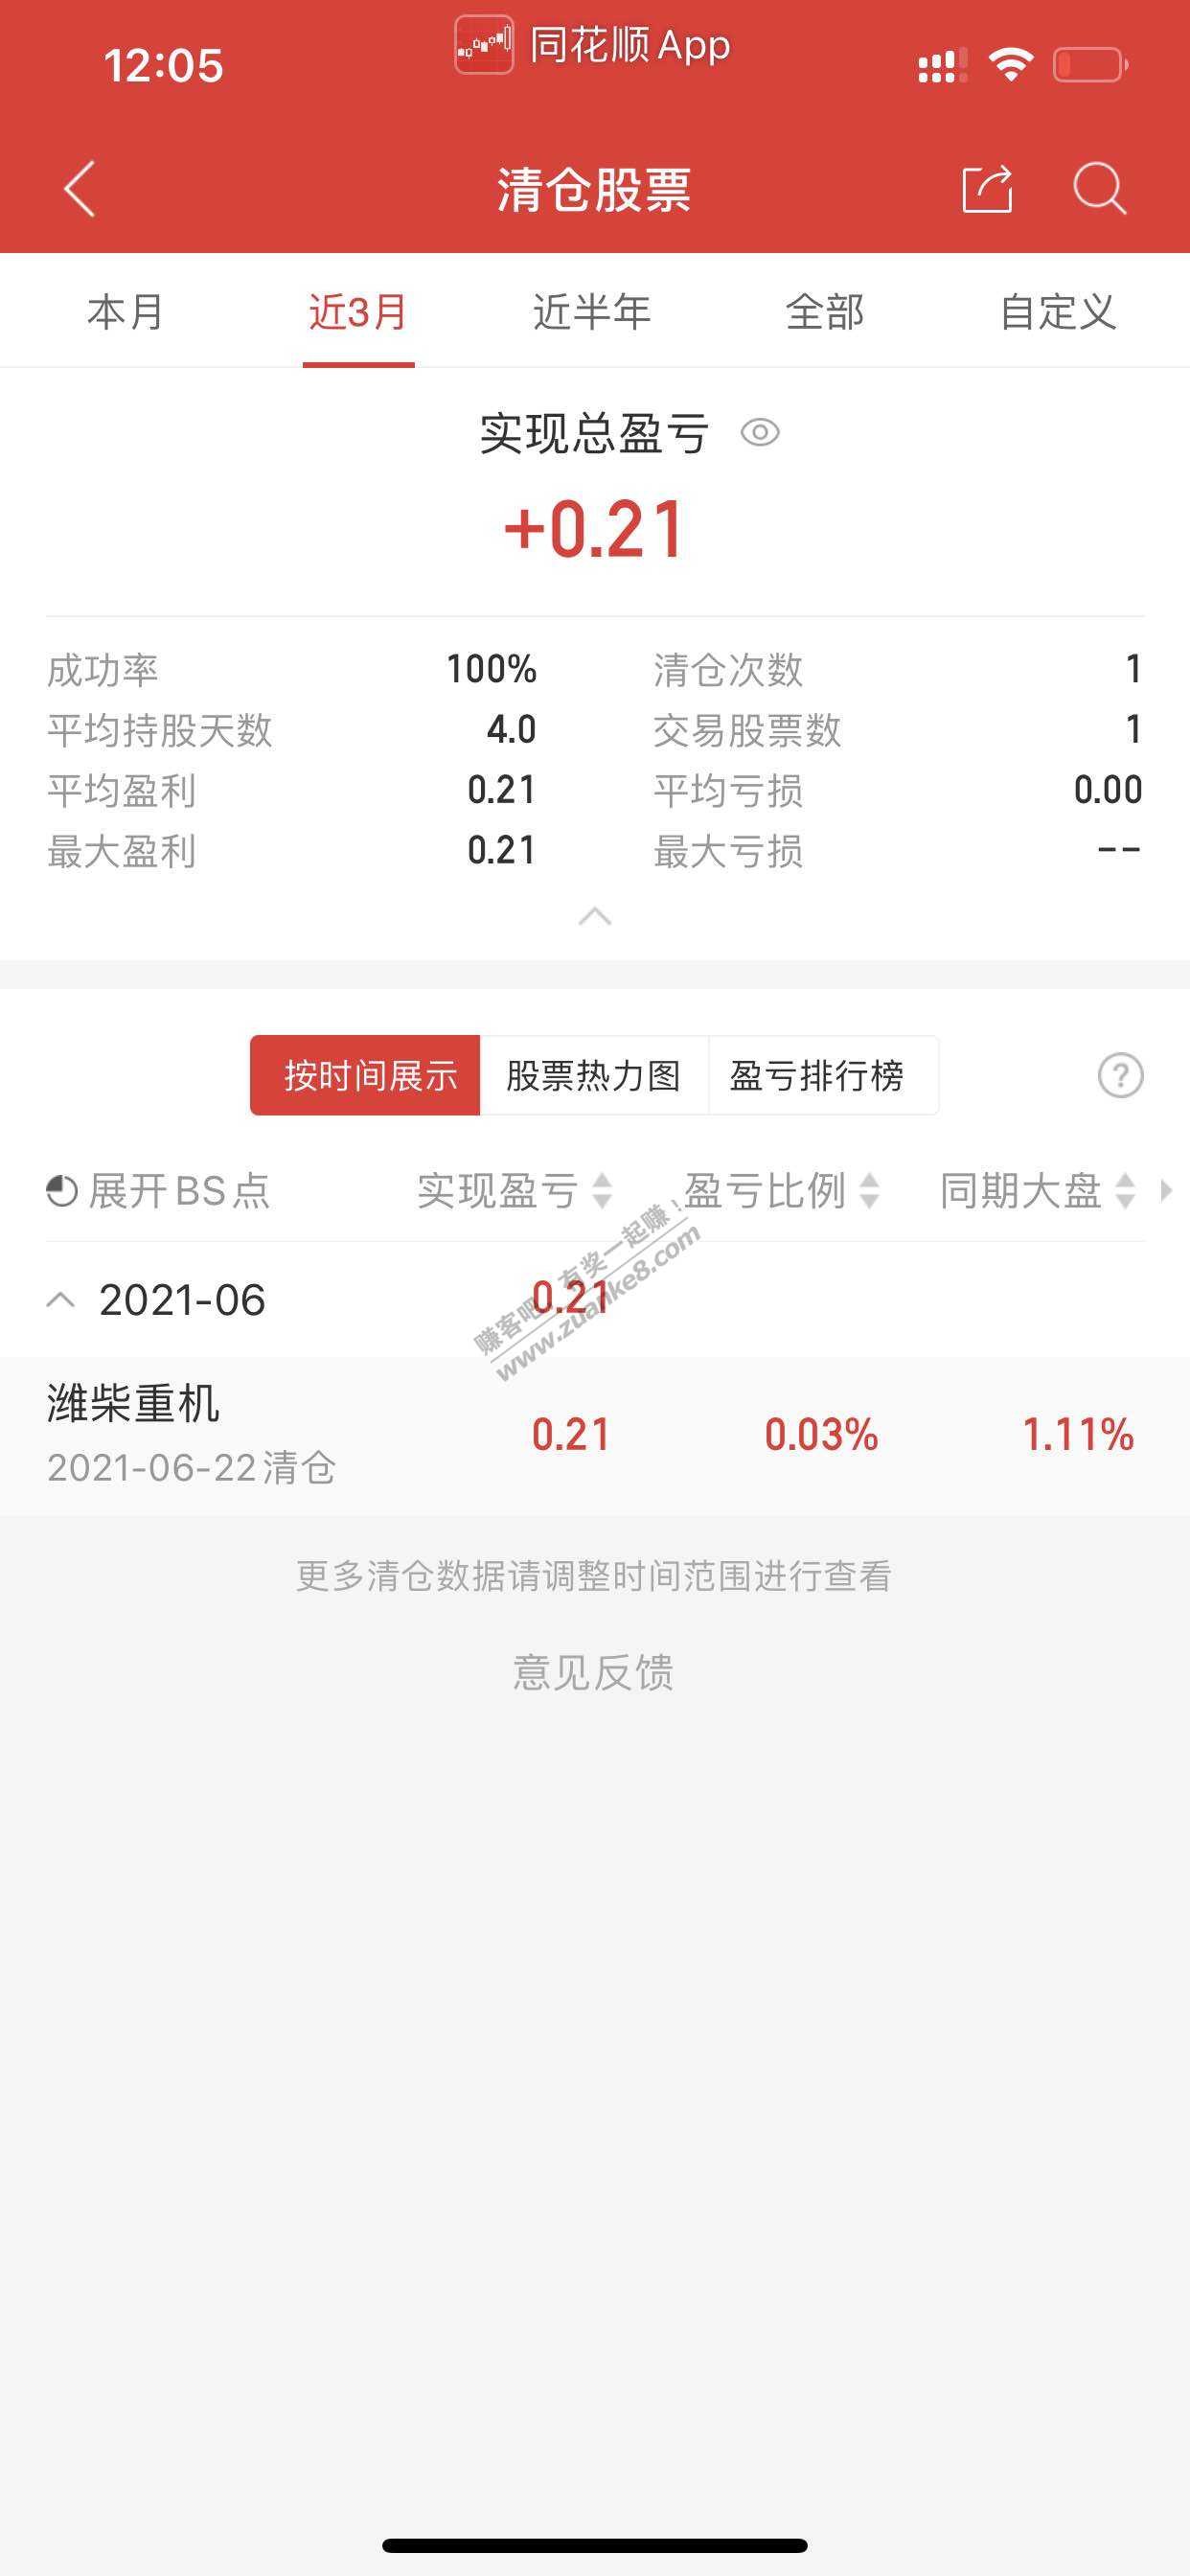 12:05
同花顺App
清仓股票
本月 近3月 近半年 全部 自定义
实现总盈亏
+0.21
成功率 100% 清仓次数 1
平均持股天数 4.0 交易股票数 1
平均盈利 0.21 平均亏损 0.00
最大盈利 0.21 最大亏损 --
按时间展示 股票热力图 盈亏排行榜 ?
展开BS点 实现盈亏 盈亏比例 同期大盘
赚客吧,有奖一起赚!
www.zuanke8.com
2021-06 0.21
潍柴重机 0.21 0.03% 1.11%
2021-06-22清仓
更多清仓数据请调整时间范围进行查看
意见反馈